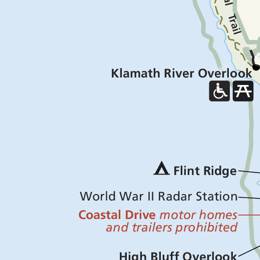 Trail
Klamath River Overlook
Flint Ridge
World War II Radar Station
Coastal Drive motor homes
and trailers prohibited
High Bluff Overlook